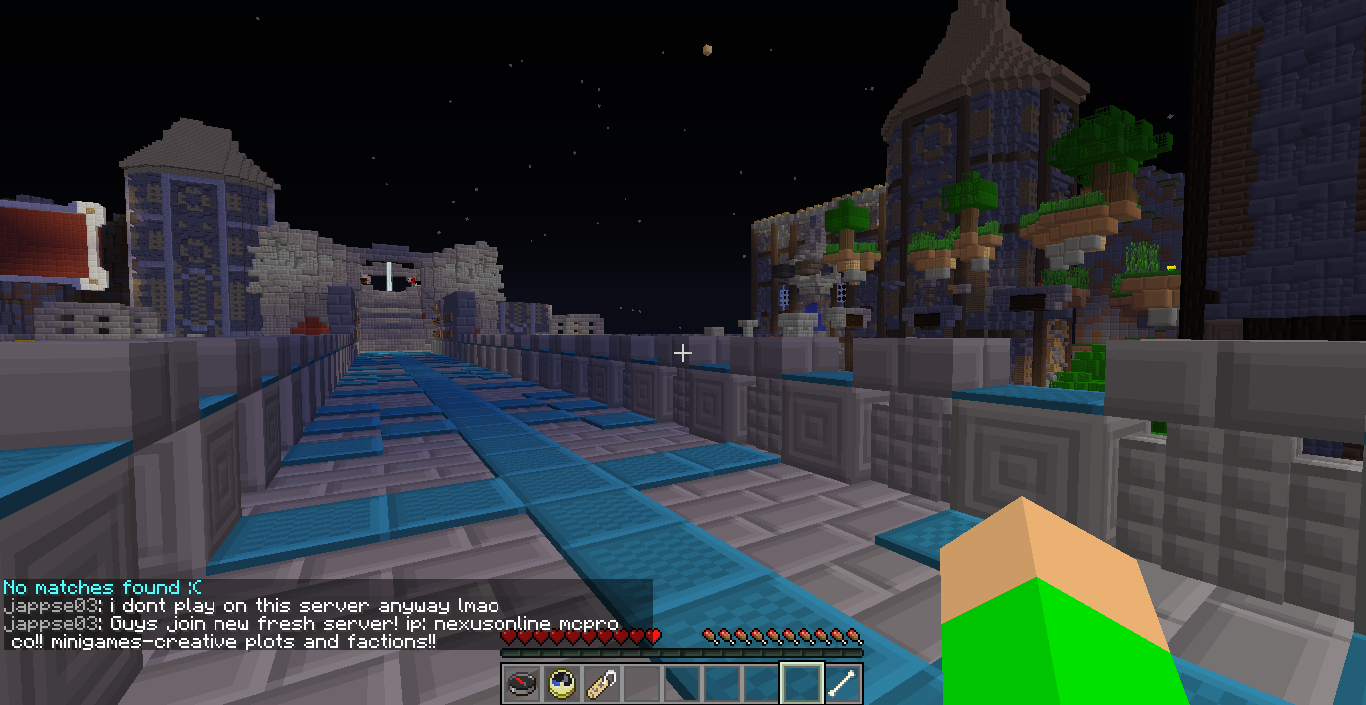 No matches found :(
jappse03: i dont play on this server anyway lmao
jappse03: Guys join new fresh server! ip: nexusonline.mcpro.
co!! minigames-creative plots and factions!!